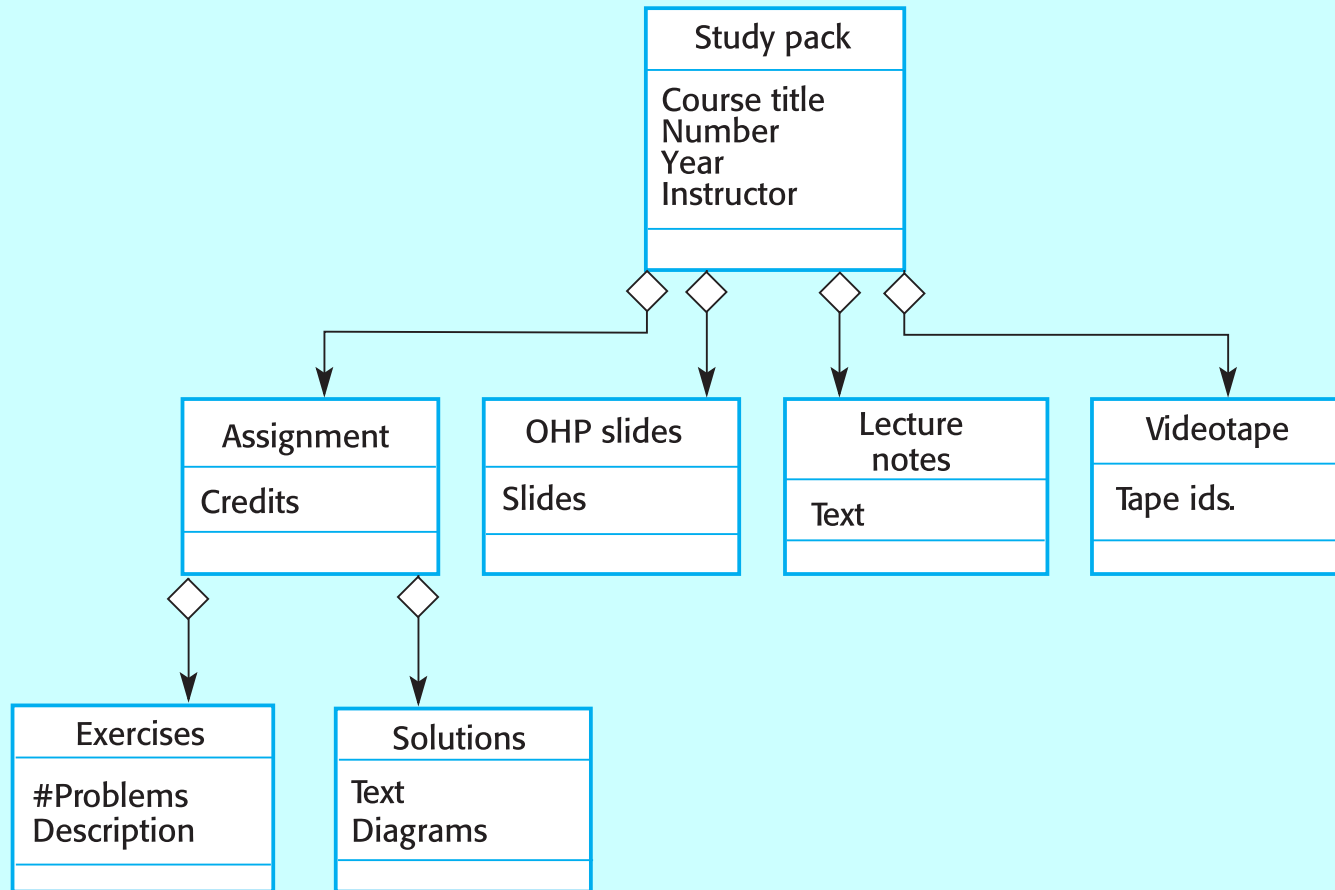 Study pack
Course title
Number
Year
Instructor
Assignment
Credits
OHP slides
Slides
Lecture
notes
Text
Videotape
Tape ids.
Exercises
#Problems
Description
Solutions
Text
Diagrams